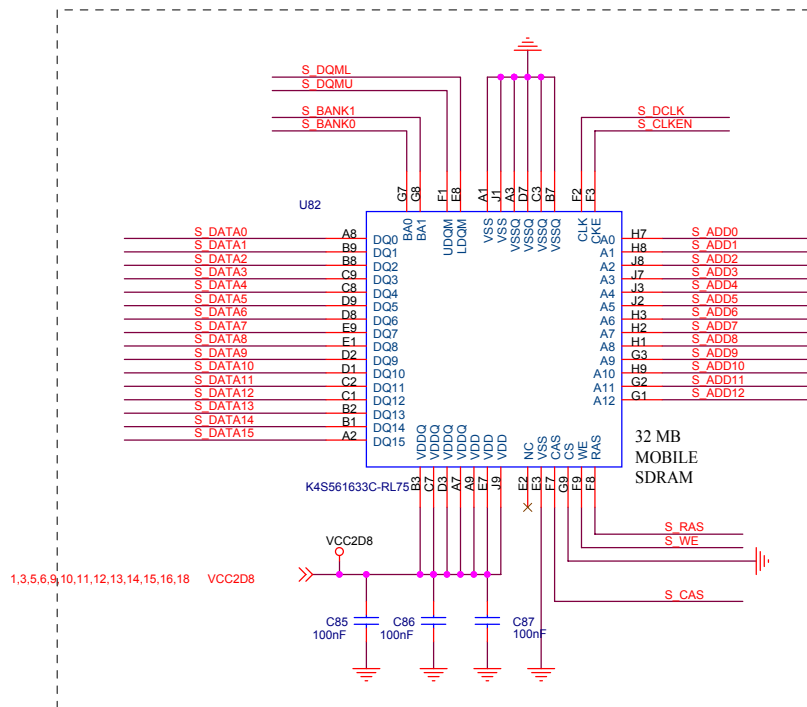 S_DQML
S_DQMU
S_BANK1
S_BANK0
S_DCLK
S_CLKEN
G7 G8 F1 E8 A1 J1 A3 D7 C3 B7 F2 F3
U82
BA0 BA1 UDQM LDQM VSS VSS VSSQ VSSQ VSSQ VSSQ CLK CKE
S_DATA0 A8 DQ0 A0 H7 S_ADD0
S_DATA1 B9 DQ1 A1 H8 S_ADD1
S_DATA2 B8 DQ2 A2 J8 S_ADD2
S_DATA3 C9 DQ3 A3 J7 S_ADD3
S_DATA4 C8 DQ4 A4 J3 S_ADD4
S_DATA5 D9 DQ5 A5 J2 S_ADD5
S_DATA6 D8 DQ6 A6 H3 S_ADD6
S_DATA7 E9 DQ7 A7 H2 S_ADD7
S_DATA8 E1 DQ8 A8 H1 S_ADD8
S_DATA9 D2 DQ9 A9 G3 S_ADD9
S_DATA10 D1 DQ10 A10 H9 S_ADD10
S_DATA11 C2 DQ11 A11 G2 S_ADD11
S_DATA12 C1 DQ12 A12 G1 S_ADD12
S_DATA13 B2 DQ13
S_DATA14 B1 DQ14
S_DATA15 A2 DQ15
VDDQ VDDQ VDDQ VDDQ VDD VDD VDD NC VSS CAS CS WE RAS
32 MB
MOBILE
SDRAM
K4S561633C-RL75
B3 C7 D3 A7 A9 E7 J9 E2 E3 F7 G9 F9 F8
S_RAS
S_WE
VCC2D8
1,3,5,6,9,10,11,12,13,14,15,16,18 VCC2D8
S_CAS
C85 C86 C87
100nF 100nF 100nF